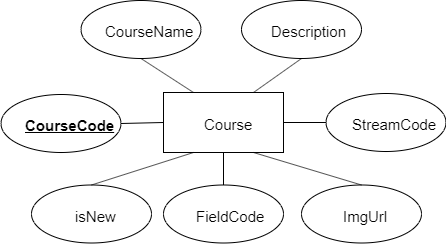 CourseName
Description
CourseCode
Course
StreamCode
isNew
FieldCode
ImgUrl